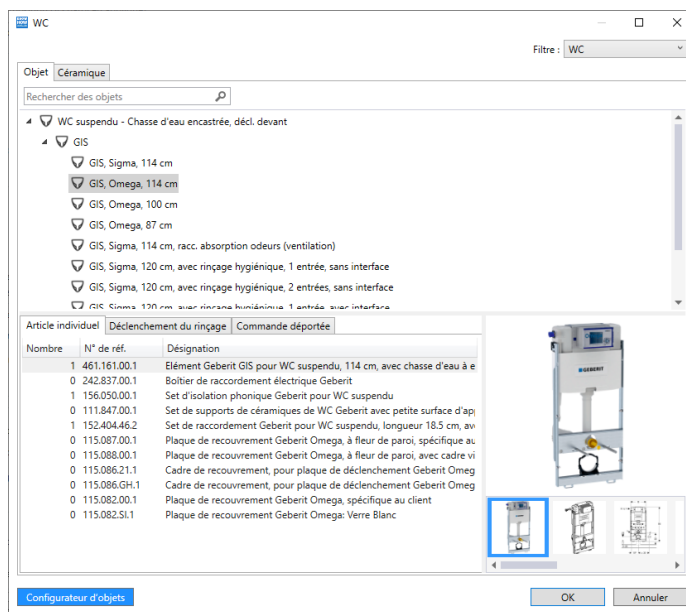 WC
Filtre : WC
Objet Céramique
Rechercher des objets
WC suspendu - Chasse d'eau encastrée, décl. devant
GIS
GIS, Sigma, 114 cm
GIS, Omega, 114 cm
GIS, Omega, 100 cm
GIS, Omega, 87 cm
GIS, Sigma, 114 cm, racc. absorption odeurs (ventilation)
GIS, Sigma, 120 cm, avec rinçage hygiénique, 1 entrée, sans interface
GIS, Sigma, 120 cm, avec rinçage hygiénique, 2 entrées, sans interface
GIS, Sigma, 120 cm, avec rinçage hygiénique, 1 entrée, avec interface
Article individuel Déclenchement du rinçage Commande déportée
Nombre N° de réf. Désignation
1 461.161.00.1 Elément Geberit GIS pour WC suspendu, 114 cm, avec chasse d'eau à e
0 242.837.00.1 Boîtier de raccordement électrique Geberit
1 156.050.00.1 Set d'isolation phonique Geberit pour WC suspendu
0 111.847.00.1 Set de supports de céramiques de WC Geberit avec petite surface d'ap
1 152.404.46.2 Set de raccordement Geberit pour WC suspendu, longueur 18.5 cm, av
0 115.087.00.1 Plaque de recouvrement Geberit Omega, à fleur de paroi, spécifique au
0 115.088.00.1 Plaque de recouvrement Geberit Omega, à fleur de paroi, avec cadre vi
0 115.086.21.1 Cadre de recouvrement, pour plaque de déclenchement Geberit Omeg
0 115.086.GH.1 Cadre de recouvrement, pour plaque de déclenchement Geberit Omeg
0 115.082.00.1 Plaque de recouvrement Geberit Omega, spécifique au client
0 115.082.SI.1 Plaque de recouvrement Geberit Omega: Verre Blanc
GEBERIT
Configurateur d'objets OK Annuler